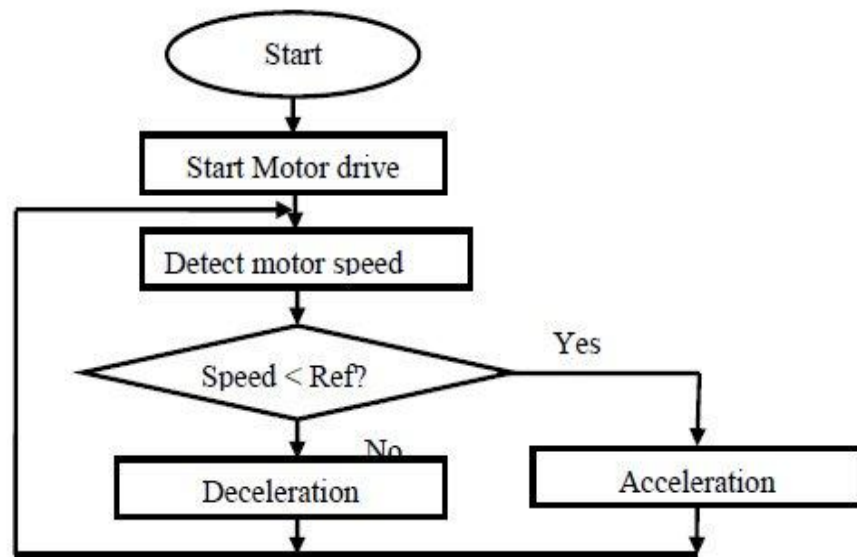 Start
Start Motor drive
Detect motor speed
Yes
Speed < Ref?
No
Deceleration
Acceleration